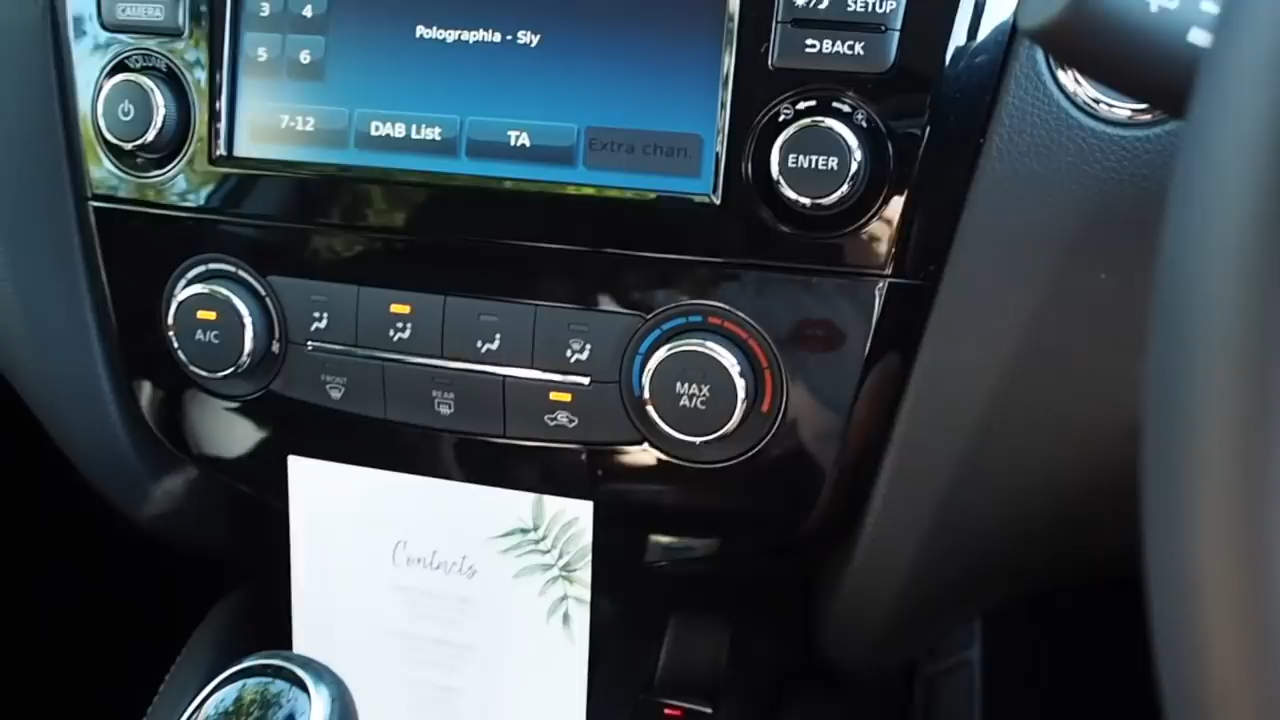 CAMERA
VOLUME
3 4
5 6
Polographia - Sly
7-12
DAB List
TA
Extra chan.
SETUP
BACK
ENTER
A/C
FRONT
REAR
MAX
A/C
Contacts